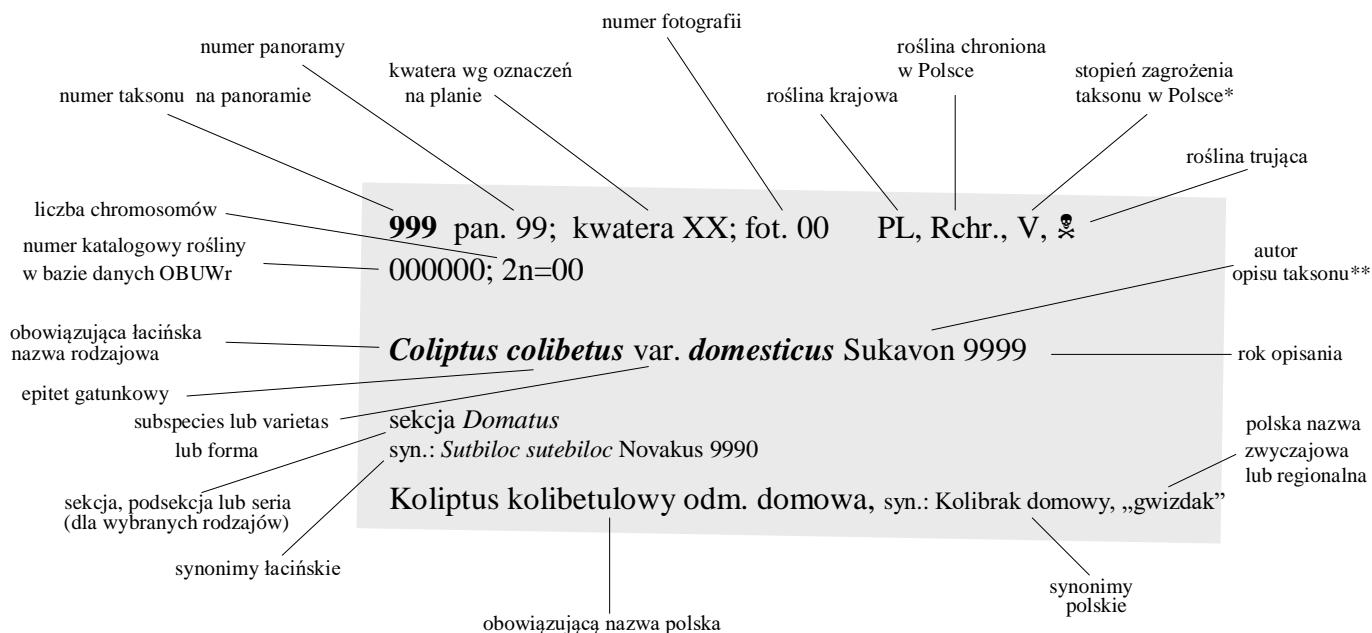 numer fotografii
numer panoramy
roślina chroniona
w Polsce
kwatera wg oznaczeń
na planie
stopień zagrożenia
taksonu w Polsce*
numer taksonu na panoramie
roślina krajowa
roślina trująca
liczba chromosomów
999 pan. 99; kwatera XX; fot. 00 PL, Rchr., V, ☠
numer katalogowy rośliny
w bazie danych OBUWr
000000; 2n=00
autor
opisu taksonu**
obowiązująca łacińska
nazwa rodzajowa
Coliptus colibetus var. domesticus Sukavon 9999
rok opisania
epitet gatunkowy
subspecies lub varietas
lub forma
sekcja Domatus
syn.: Sutbiloc sutebiloc Novakus 9990
polska nazwa
zwyczajowa
lub regionalna
sekcja, podsekcja lub seria
(dla wybranych rodzajów)
Koliptus kolibetulowy odm. domowa, syn.: Kolibrak domowy, „gwizdak”
synonimy łacińskie
synonimy
polskie
obowiązującą nazwa polska